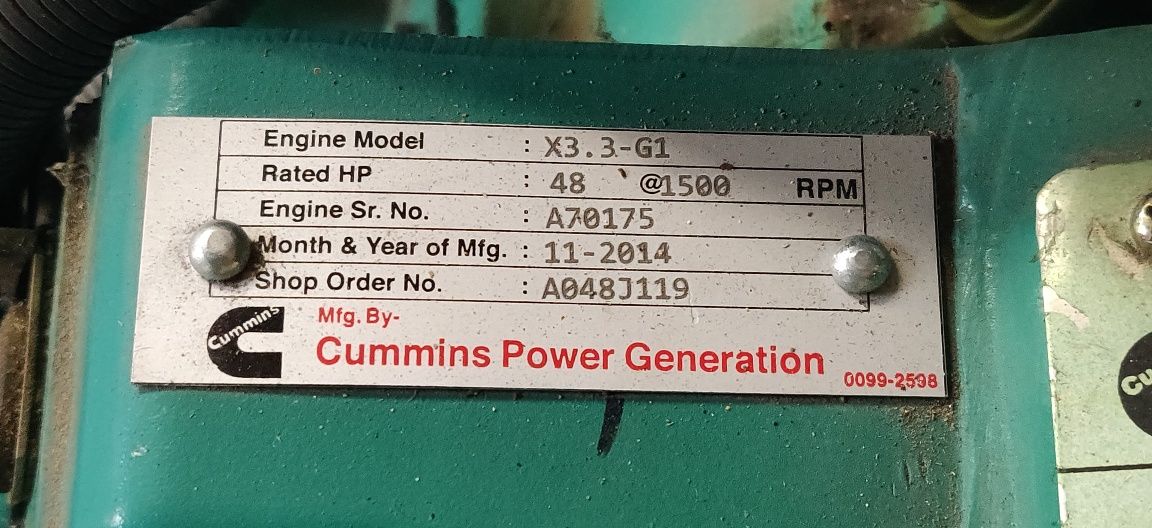 Engine Model : X3.3-G1
Rated HP : 48 @1500 RPM
Engine Sr. No. : A70175
Month & Year of Mfg. : 11-2014
Shop Order No. : A048J119
Cummins
Mfg. By-
Cummins Power Generation
0099-2598
Cu